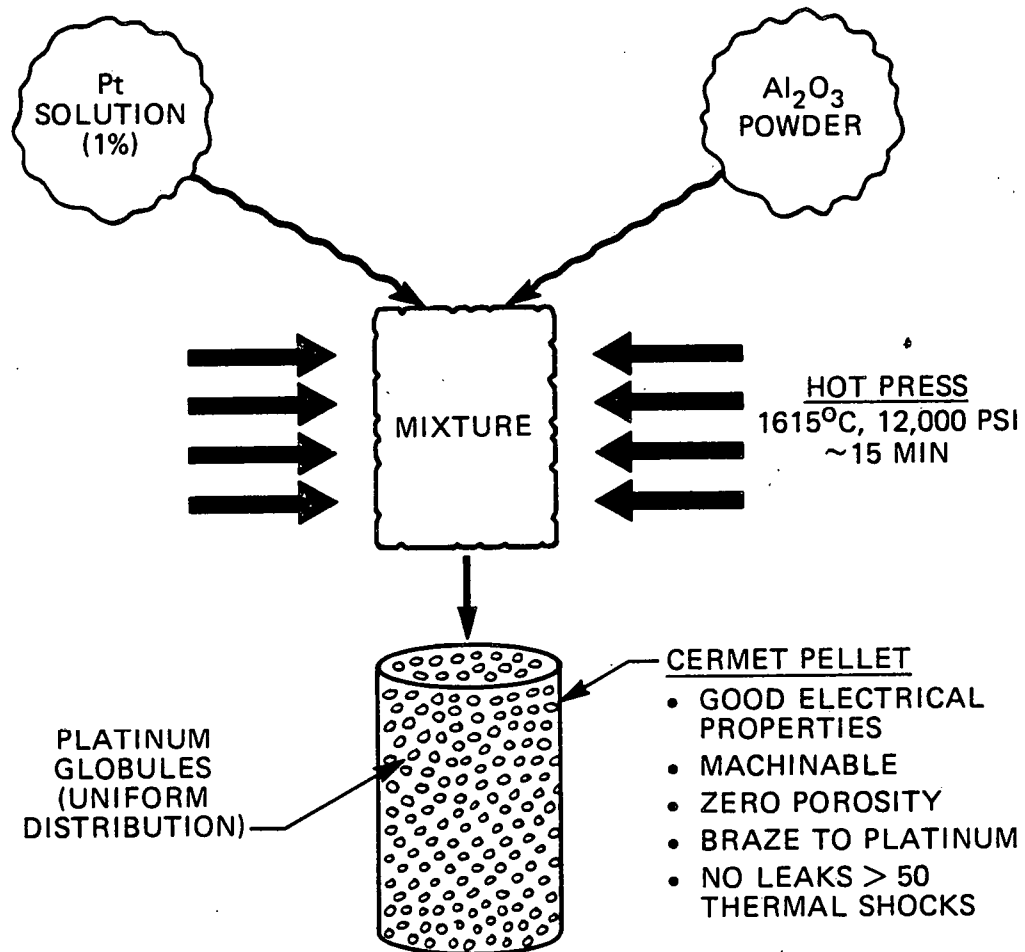 Pt
SOLUTION
(1%)
Al₂O₃
POWDER
MIXTURE
HOT PRESS
1615°C, 12,000 PSI
~15 MIN
PLATINUM
GLOBULES
(UNIFORM
DISTRIBUTION)
CERMET PELLET
• GOOD ELECTRICAL
PROPERTIES
• MACHINABLE
• ZERO POROSITY
• BRAZE TO PLATINUM
• NO LEAKS > 50
THERMAL SHOCKS